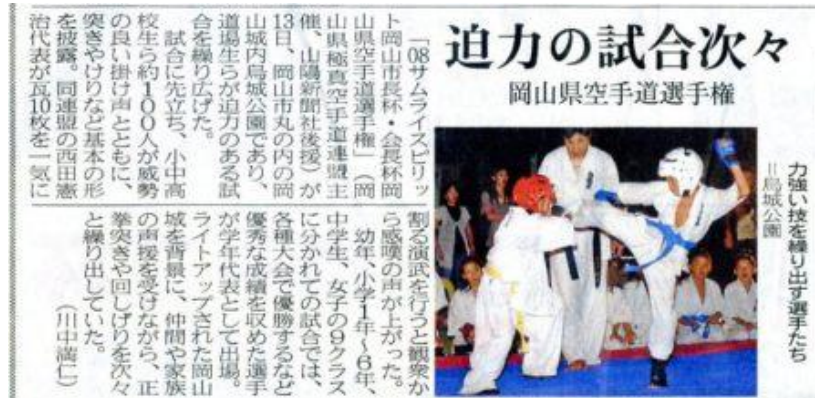 迫力の試合次々
岡山県空手道選手権
力強い技を繰り出す選手たち
＝烏城公園
「08サムライスピリッ
ト岡山市長杯・会長杯岡
山県空手道選手権」（岡
山県極真空手道連盟主
催、山陽新聞社後援）が
13日、岡山市丸の内の岡
山城内烏城公園であり、
道場生らが迫力のある試
合を繰り広げた。
試合に先立ち、小中高
校生ら約100人が威勢
の良い掛け声とともに、
突きやけりなど基本の形
を披露。同連盟の西田憲
治代表が瓦10枚を一気に
割る演武を行うと観衆か
ら感嘆の声が上がった。
幼年、小学1年～6年、
中学生、女子の9クラス
に分かれての試合では、
各種大会で優勝するなど
優秀な成績を収めた選手
が学年代表として出場。
ライトアップされた岡山
城を背景に、仲間や家族
の声援を受けながら、正
拳突きや回しげりを次々
と繰り出していた。
（川中満仁）